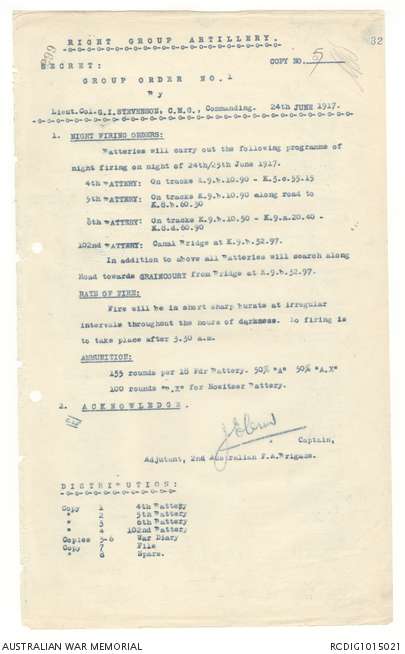 32
RIGHT GROUP ARTILLERY.
SECRET: COPY NO. 5
GROUP ORDER NO. 1
By
Lieut.Col.G.I.STEVENSON, C.M.G., Commanding. 24th JUNE 1917.
1. NIGHT FIRING ORDERS:
Batteries will carry out the following programme of
night firing on night of 24th/25th June 1917.
4th BATTERY: On tracks K.9.b.10.90 - K.3.c.55.15
5th BATTERY: On tracks K.9.b.10.90 along road to
K.8.b.60.30
6th BATTERY: On tracks K.9.b.10.50 - K.9.a.20.40 -
K.8.d.60.90
102nd BATTERY: Canal Bridge at K.9.b.32.97.
In addition to above all Batteries will search along
Road towards GRAINCOURT from Bridge at K.9.b.32.97.
RATE OF FIRE:
Fire will be in short sharp bursts at irregular
intervals throughout the hours of darkness. No firing is
to take place after 3.30 a.m.
AMMUNITION:
155 rounds per 18 Pdr Battery. 50% "A" 50% "A.X"
100 rounds "B.X" for Howitzer Battery.
2. ACKNOWLEDGE.
Captain,
Adjutant, 2nd Australian F.A.Brigade.
DISTRIBUTION:
Copy 1 4th Battery
" 2 5th Battery
" 3 6th Battery
" 4 102nd Battery
Copies 5-6 War Diary
Copy 7 File
" 8 Spare.
AUSTRALIAN WAR MEMORIAL
RCDIG1015021